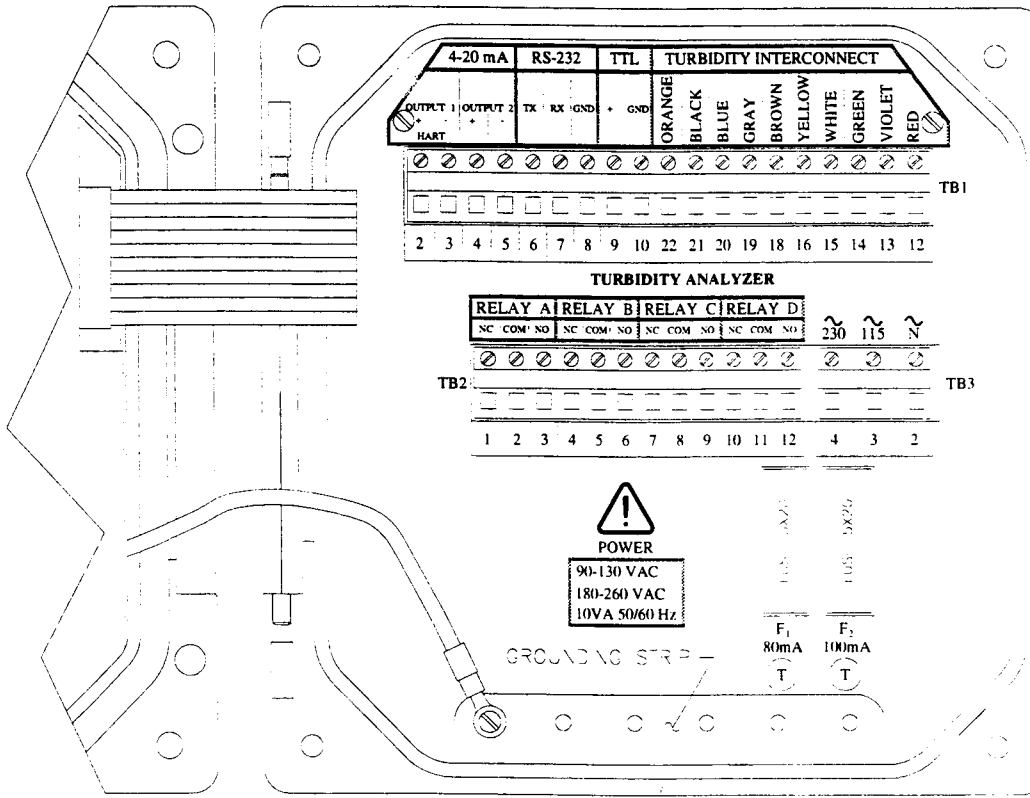 4-20 mA RS-232 TTL TURBIDITY INTERCONNECT
OUTPUT 1 OUTPUT 2 TX RX GND + GND ORANGE BLACK BLUE GRAY BROWN YELLOW WHITE GREEN VIOLET RED
+ - + -
HART
TB1
2 3 4 5 6 7 8 9 10 22 21 20 19 18 16 15 14 13 12
TURBIDITY ANALYZER
RELAY A RELAY B RELAY C RELAY D
NC COM NO NC COM NO NC COM NO NC COM NO 230 115 N
TB2 TB3
1 2 3 4 5 6 7 8 9 10 11 12 4 3 2
5X25
!
POWER
90-130 VAC
180-260 VAC
10VA 50/60 Hz
F1 F2
80mA 100mA
T T
GROUNDING STRIP